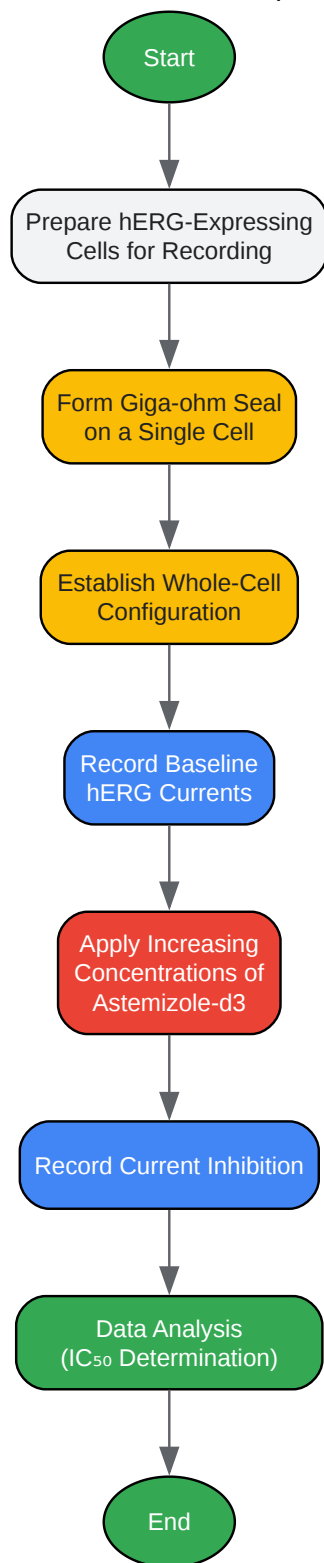 Start
Prepare hERG-Expressing
Cells for Recording
Form Giga-ohm Seal
on a Single Cell
Establish Whole-Cell
Configuration
Record Baseline
hERG Currents
Apply Increasing
Concentrations of
Astemizole-d3
Record Current Inhibition
Data Analysis
(IC₅₀ Determination)
End